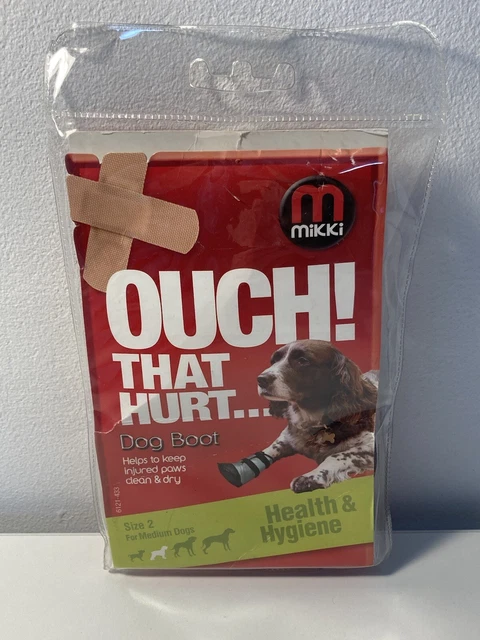 m
mikki
OUCH!
THAT
HURT...
Dog Boot
Helps to keep
injured paws
clean & dry
Size 2
For Medium Dogs
Health &
Hygiene